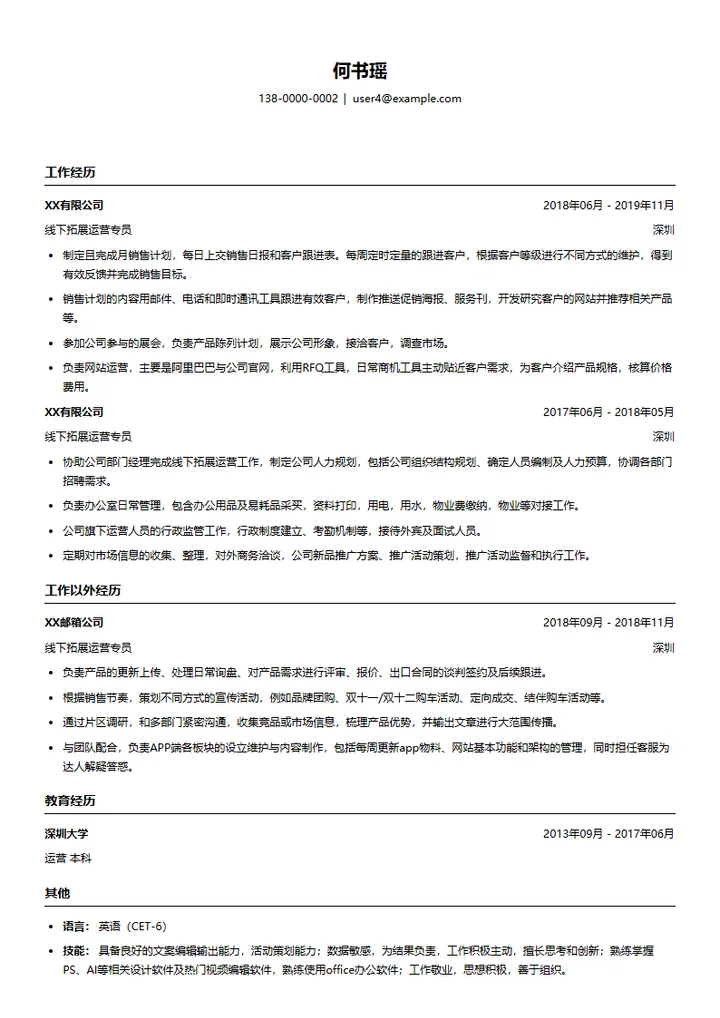 何书瑶
138-0000-0002 | user4@example.com
工作经历
XX有限公司 2018年06月 - 2019年11月
线下拓展运营专员 深圳
• 制定且完成月销售计划，每日上交销售日报和客户跟进表。每周定时定量的跟进客户，根据客户等级进行不同方式的维护，得到
有效反馈并完成销售目标。
• 销售计划的内容用邮件、电话和即时通讯工具跟进有效客户，制作推送促销海报、服务刊，开发研究客户的网站并推荐相关产品
等。
• 参加公司参与的展会，负责产品陈列计划，展示公司形象，接洽客户，调查市场。
• 负责网站运营，主要是阿里巴巴与公司官网，利用RFQ工具，日常商机工具主动贴近客户需求，为客户介绍产品规格，核算价格
费用。
XX有限公司 2017年06月 - 2018年05月
线下拓展运营专员 深圳
• 协助公司部门经理完成线下拓展运营工作，制定公司人力规划，包括公司组织结构规划、确定人员编制及人力预算，协调各部门
招聘需求。
• 负责办公室日常管理，包含办公用品及易耗品采买，资料打印，用电，用水，物业费缴纳，物业等对接工作。
• 公司旗下运营人员的行政监管工作，行政制度建立、考勤机制等，接待外宾及面试人员。
• 定期对市场信息的收集、整理，对外商务洽谈，公司新品推广方案、推广活动策划，推广活动监督和执行工作。
工作以外经历
XX邮箱公司 2018年09月 - 2018年11月
线下拓展运营专员 深圳
• 负责产品的更新上传、处理日常询盘、对产品需求进行评审、报价、出口合同的谈判签约及后续跟进。
• 根据销售节奏，策划不同方式的宣传活动，例如品牌团购、双十一/双十二购车活动、定向成交、结伴购车活动等。
• 通过片区调研，和多部门紧密沟通，收集竞品或市场信息，梳理产品优势，并输出文章进行大范围传播。
• 与团队配合，负责APP端各板块的设立维护与内容制作，包括每周更新app物料、网站基本功能和架构的管理，同时担任客服为
达人解疑答惑。
教育经历
深圳大学 2013年09月 - 2017年06月
运营 本科
其他
• 语言： 英语（CET-6）
• 技能： 具备良好的文案编辑输出能力，活动策划能力；数据敏感，为结果负责，工作积极主动，擅长思考和创新；熟练掌握
PS、AI等相关设计软件及热门视频编辑软件，熟练使用office办公软件；工作敬业，思想积极，善于组织。